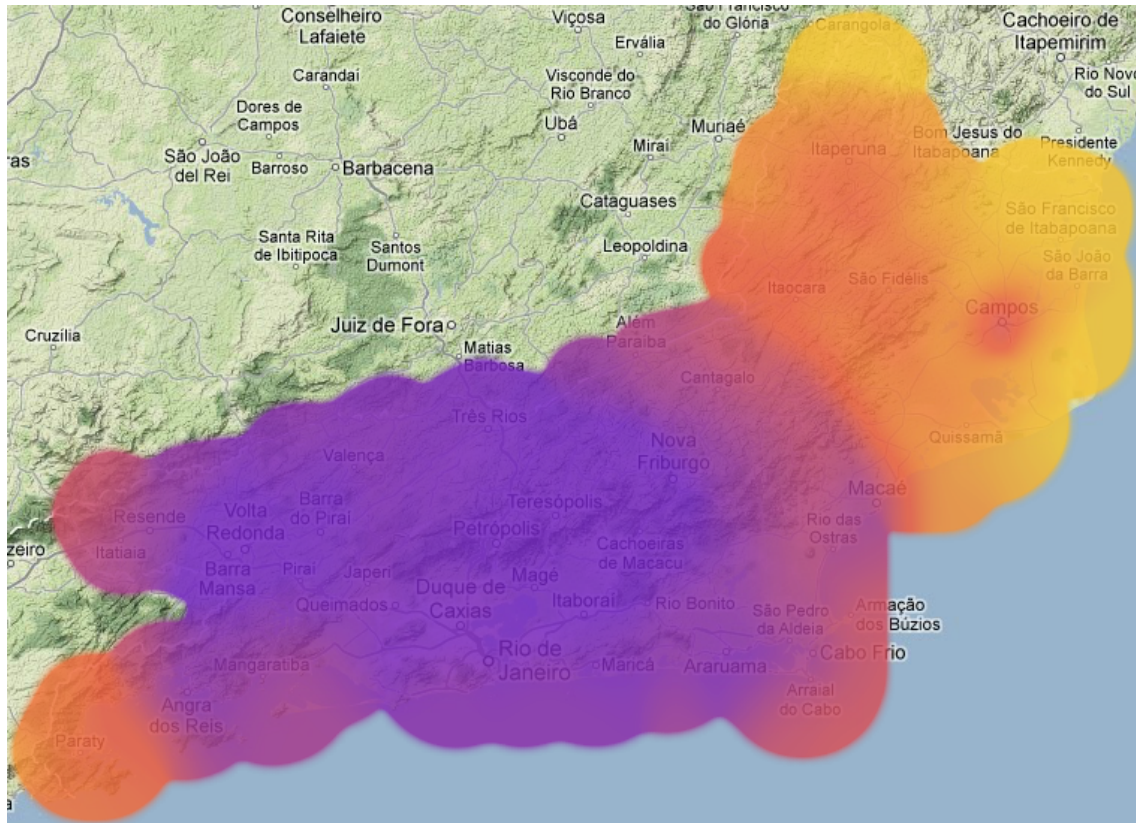 São Francisco
do Glória
Conselheiro
Lafaiete
Viçosa
Carangola
Cachoeiro de
Itapemirim
Ervália
Carandaí
Visconde do
Rio Branco
Rio Novo
do Sul
Dores de
Campos
Ubá
Muriaé
Bom Jesus do
Itabapoana
Presidente
Kennedy
Miraí
Itaperuna
ras
São João
del Rei
Barroso
Barbacena
Cataguases
São Francisco
de Itabapoana
Santa Rita
de Ibitipoca
Santos
Dumont
Leopoldina
São João
da Barra
Itaocara
São Fidélis
Campos
Cruzília
Juiz de Fora
Além
Paraíba
Matias
Barbosa
Cantagalo
Três Rios
Quissamã
Nova
Friburgo
Valença
Macaé
Resende
Volta
Redonda
Barra
do Piraí
Teresópolis
Petrópolis
Rio das
Ostras
zeiro
Itatiaia
Cachoeiras
de Macacu
Barra
Mansa
Piraí
Japeri
Magé
Duque de
Caxias
Queimados
Itaboraí
Rio Bonito
São Pedro
da Aldeia
Armação
dos Búzios
Rio de
Janeiro
Maricá
Araruama
Cabo Frio
Mangaratiba
Angra
dos Reis
Arraial
do Cabo
Paraty
a